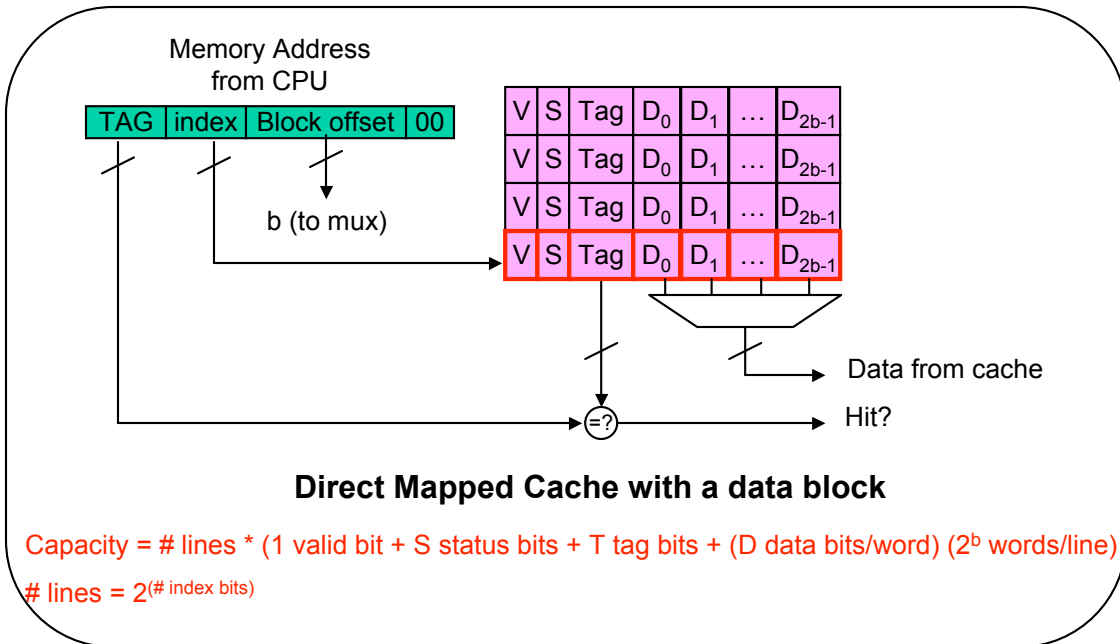 Memory Address
from CPU
TAG index Block offset 00
V S Tag D₀ D₁ … D₂b-1
V S Tag D₀ D₁ … D₂b-1
V S Tag D₀ D₁ … D₂b-1
V S Tag D₀ D₁ … D₂b-1
b (to mux)
Data from cache
=?
Hit?
Direct Mapped Cache with a data block
Capacity = # lines * (1 valid bit + S status bits + T tag bits + (D data bits/word) (2ᵇ words/line)
# lines = 2^(# index bits)